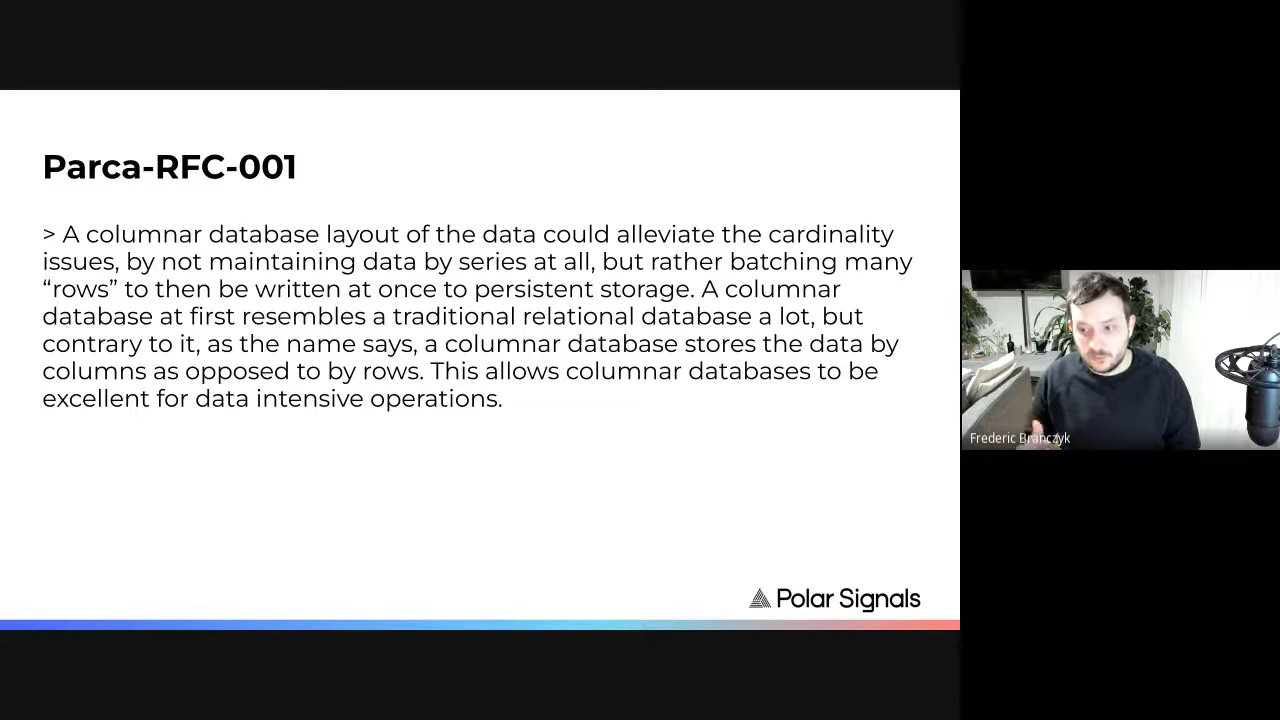 Parca-RFC-001
> A columnar database layout of the data could alleviate the cardinality
issues, by not maintaining data by series at all, but rather batching many
“rows” to then be written at once to persistent storage. A columnar
database at first resembles a traditional relational database a lot, but
contrary to it, as the name says, a columnar database stores the data by
columns as opposed to by rows. This allows columnar databases to be
excellent for data intensive operations.
Frederic Branczyk
Polar Signals